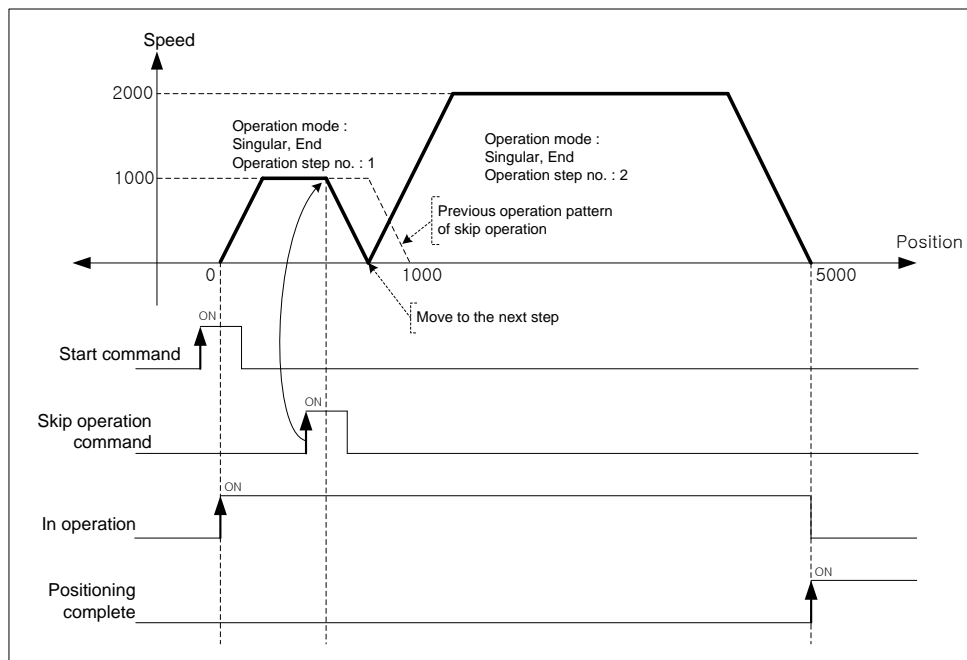 Speed
2000
Operation mode :
Singular, End
Operation step no. : 1
Operation mode :
Singular, End
Operation step no. : 2
1000
Previous operation pattern
of skip operation
Position
0
1000
5000
Move to the next step
ON
Start command
ON
Skip operation
command
ON
In operation
ON
Positioning
complete